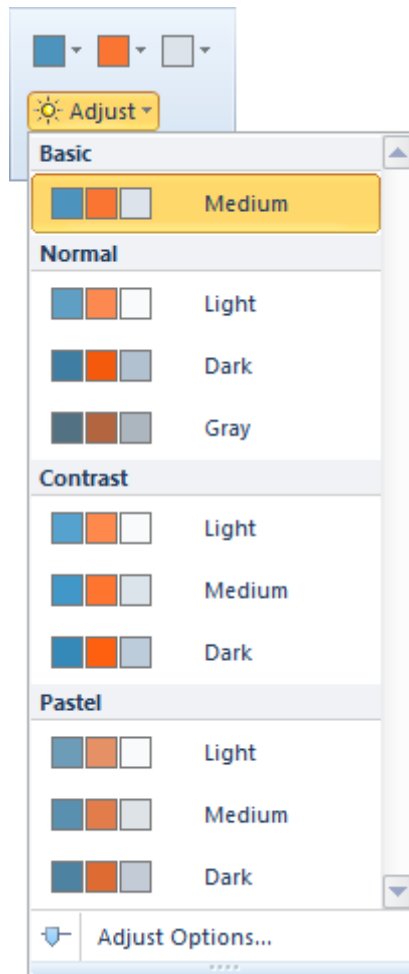 Adjust
Basic
Medium
Normal
Light
Dark
Gray
Contrast
Light
Medium
Dark
Pastel
Light
Medium
Dark
Adjust Options...